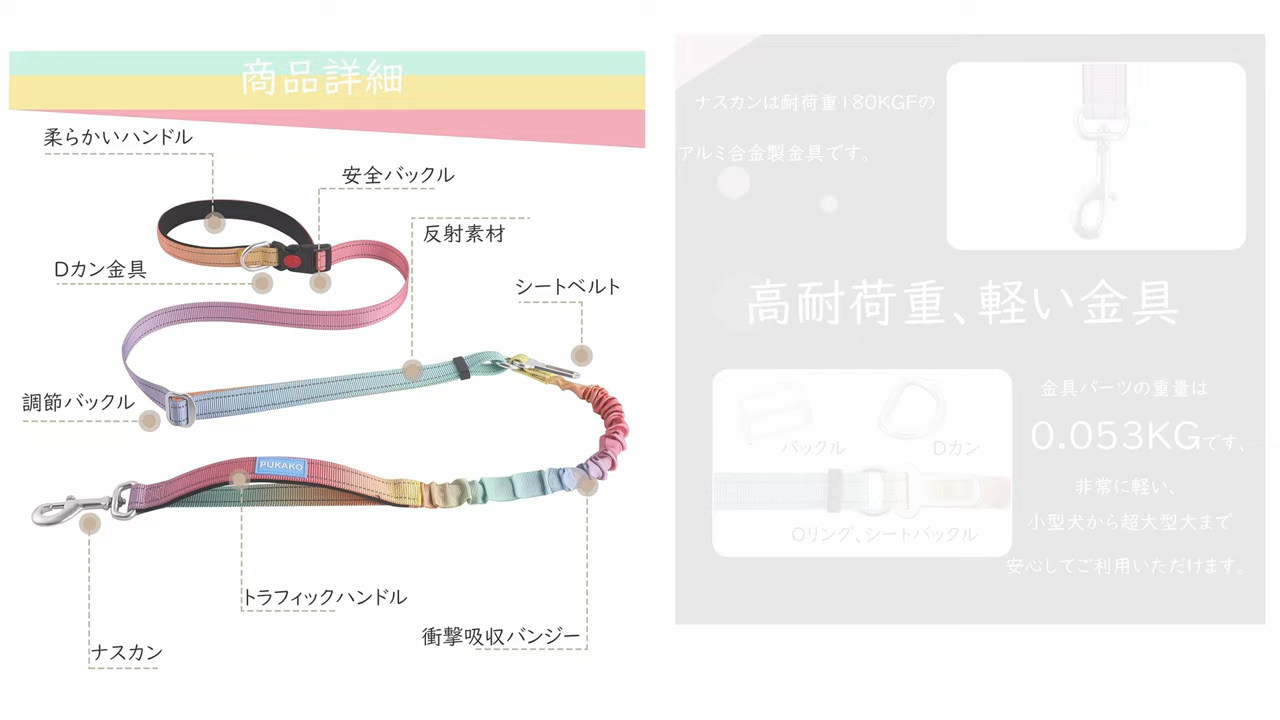 商品詳細
柔らかいハンドル
安全バックル
反射素材
Dカン金具
シートベルト
調節バックル
PUKAKO
トラフィックハンドル
衝撃吸収バンジー
ナスカン
ナスカンは耐荷重180KGFの
アルミ合金製金具です。
高耐荷重、軽い金具
バックル
Dカン
Oリング、シートバックル
金具パーツの重量は
0.053KGです、
非常に軽い、
小型犬から超大型犬まで
安心してご利用いただけます。